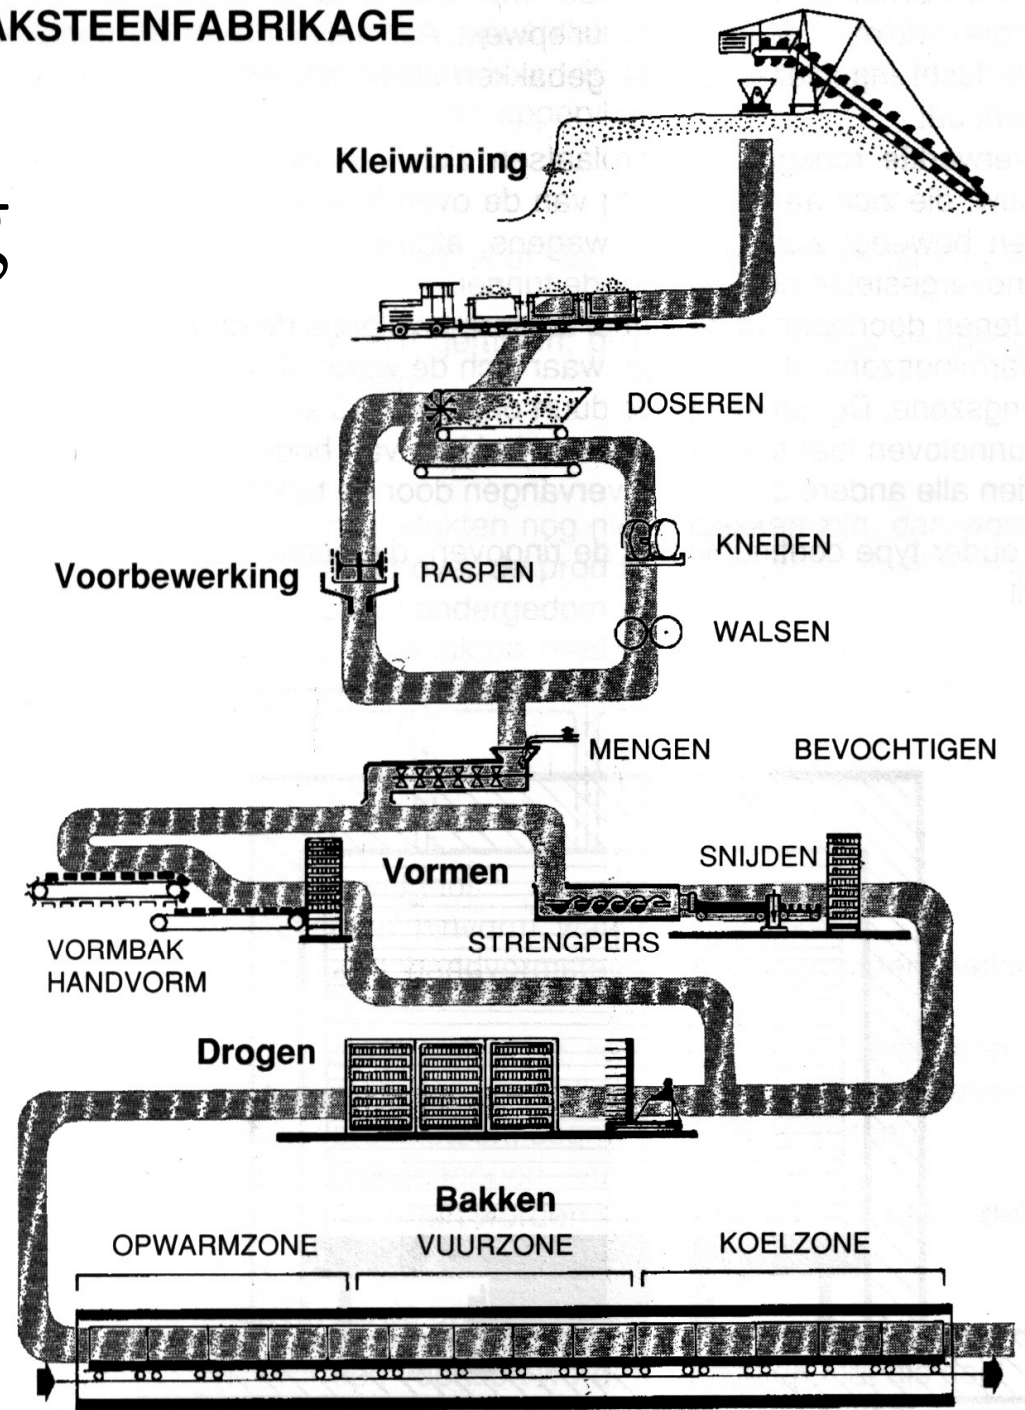 AKSTEENFABRIKAGE
Kleiwinning
DOSEREN
KNEDEN
Voorbewerking
RASPEN
WALSEN
MENGEN
BEVOCHTIGEN
SNIJDEN
Vormen
STRENGPERS
VORMBAK
HANDVORM
Drogen
Bakken
OPWARMZONE
VUURZONE
KOELZONE